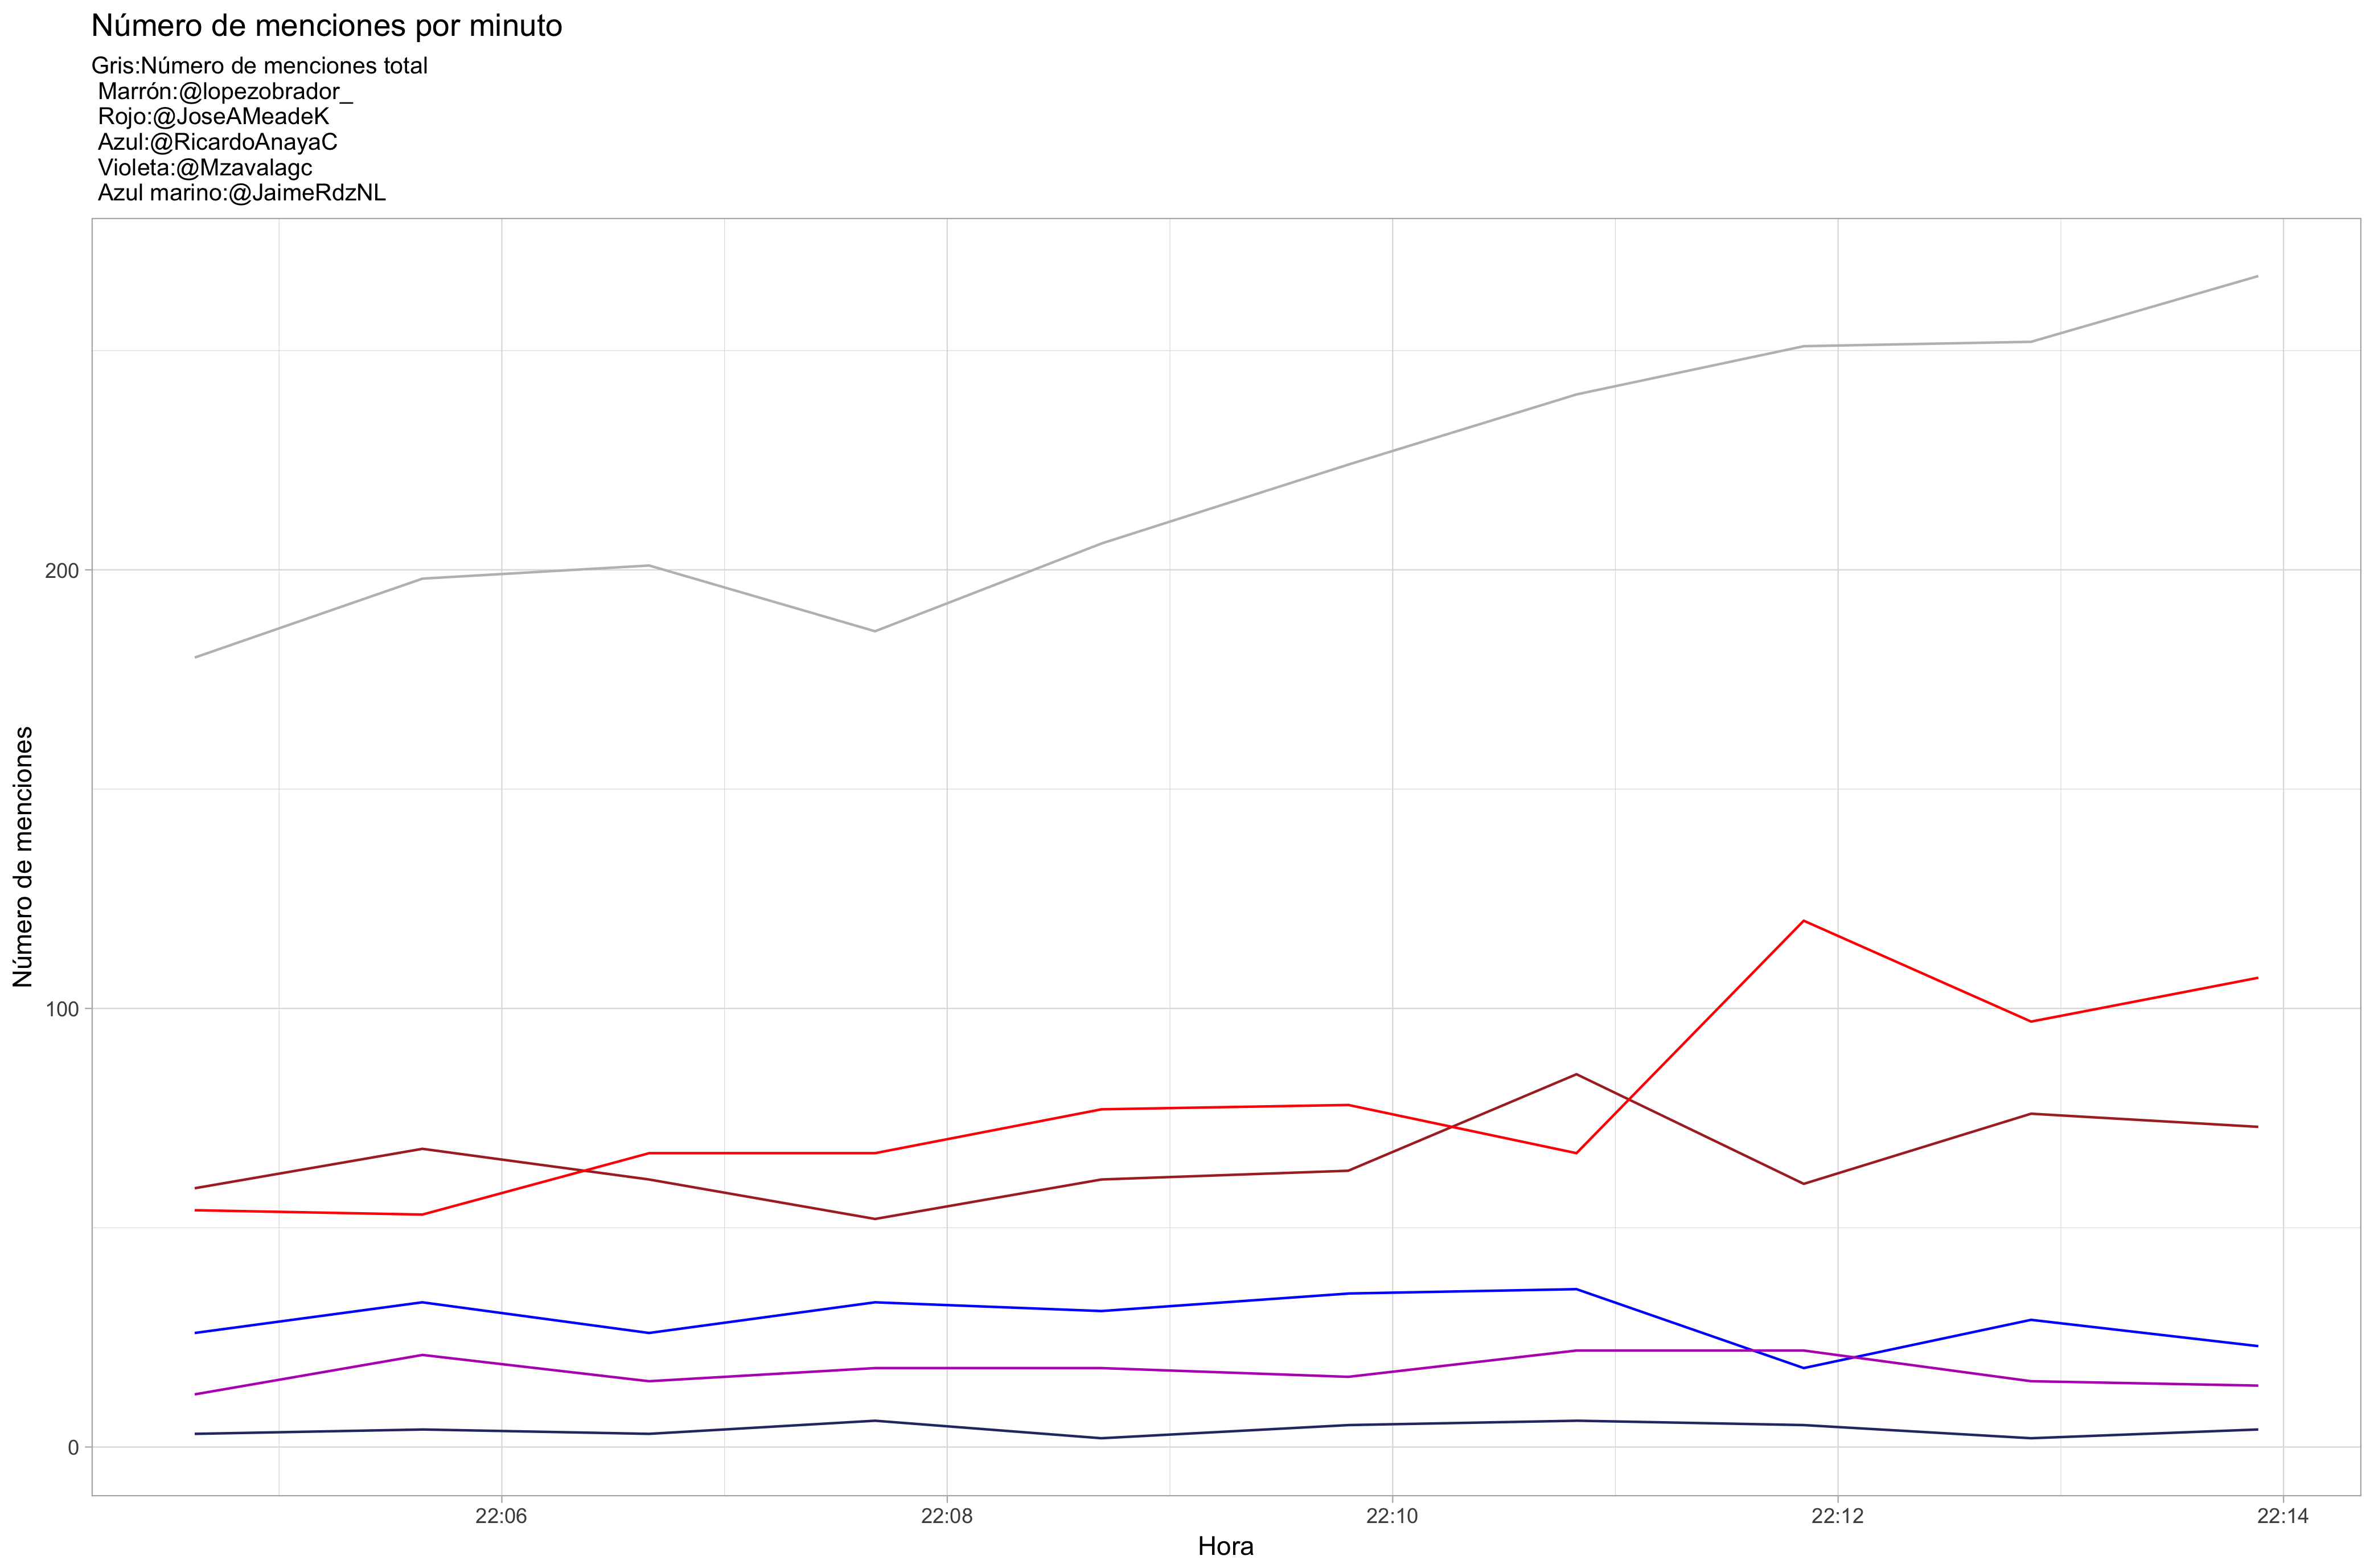 Número de menciones por minuto
Gris:Número de menciones total
Marrón:@lopezobrador_
Rojo:@JoseAMeadeK
Azul:@RicardoAnayaC
Violeta:@Mzavalagc
Azul marino:@JaimeRdzNL
Número de menciones
200
100
0
22:06
22:08
22:10
22:12
22:14
Hora